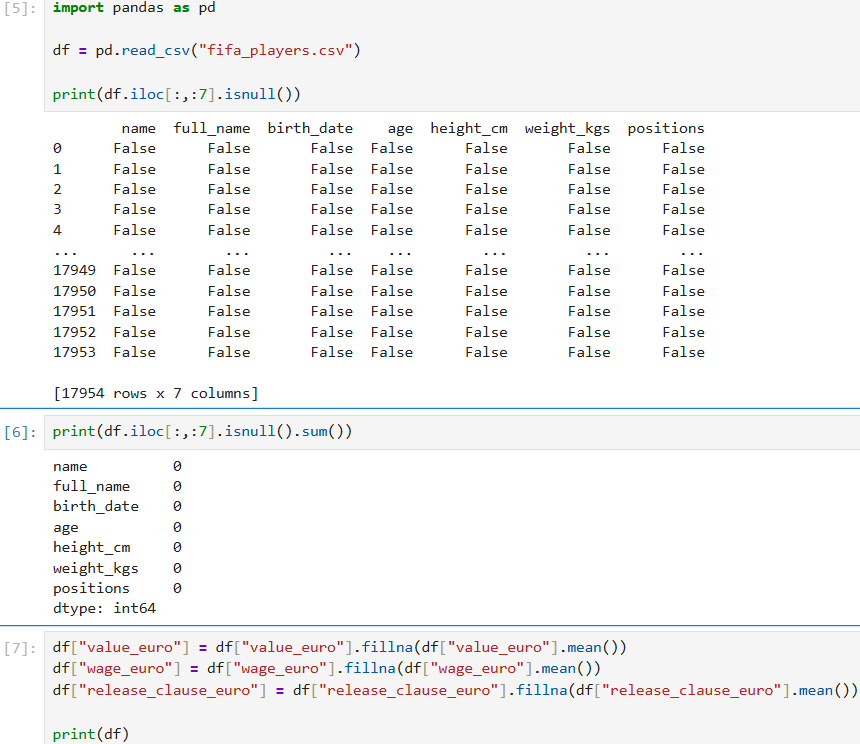 [5]: import pandas as pd
df = pd.read_csv("fifa_players.csv")
print(df.iloc[:,:7].isnull())
name full_name birth_date age height_cm weight_kgs positions
0 False False False False False False False
1 False False False False False False False
2 False False False False False False False
3 False False False False False False False
4 False False False False False False False
... ... ... ... ... ... ... ...
17949 False False False False False False False
17950 False False False False False False False
17951 False False False False False False False
17952 False False False False False False False
17953 False False False False False False False
[17954 rows x 7 columns]
[6]: print(df.iloc[:,:7].isnull().sum())
name 0
full_name 0
birth_date 0
age 0
height_cm 0
weight_kgs 0
positions 0
dtype: int64
[7]: df["value_euro"] = df["value_euro"].fillna(df["value_euro"].mean())
df["wage_euro"] = df["wage_euro"].fillna(df["wage_euro"].mean())
df["release_clause_euro"] = df["release_clause_euro"].fillna(df["release_clause_euro"].mean())
print(df)